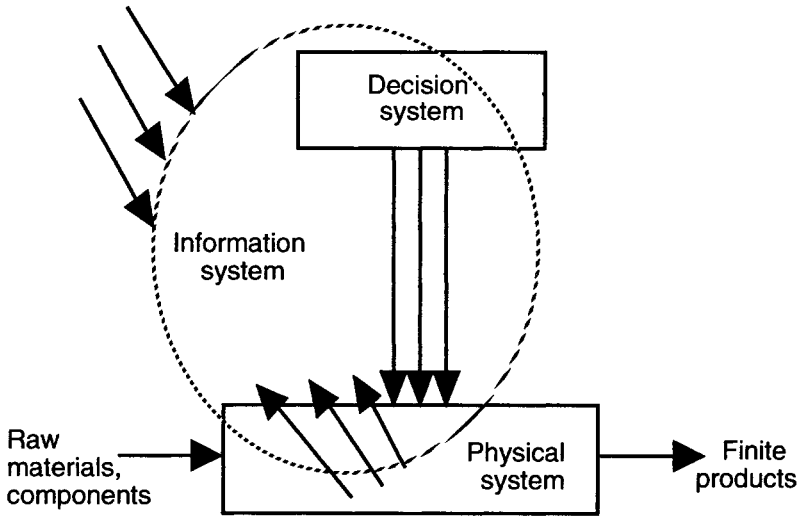 Decision
system
Information
system
Raw
materials,
components
Physical
system
Finite
products